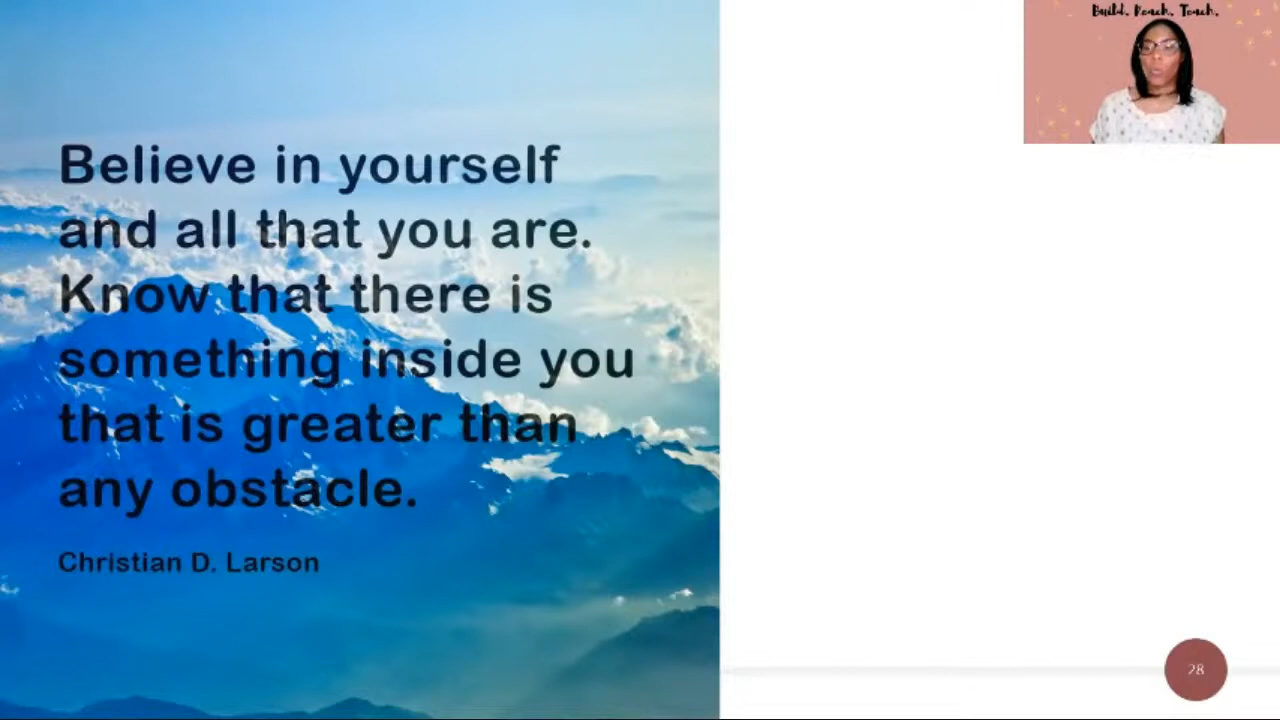 Believe in yourself
and all that you are.
Know that there is
something inside you
that is greater than
any obstacle.
Christian D. Larson
Build. Reach. Teach.
28